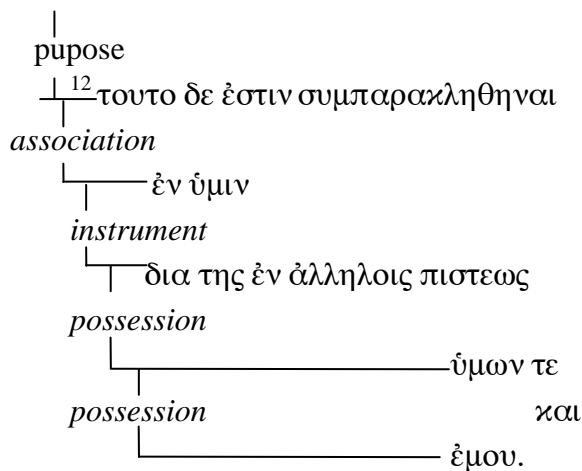 pupose
12 τουτο δε ἐστιν συμπαρακληθηναι
association
ἐν ὑμιν
instrument
δια της ἐν ἀλληλοις πιστεως
possession
ὑμων τε
possession και
ἐμου.